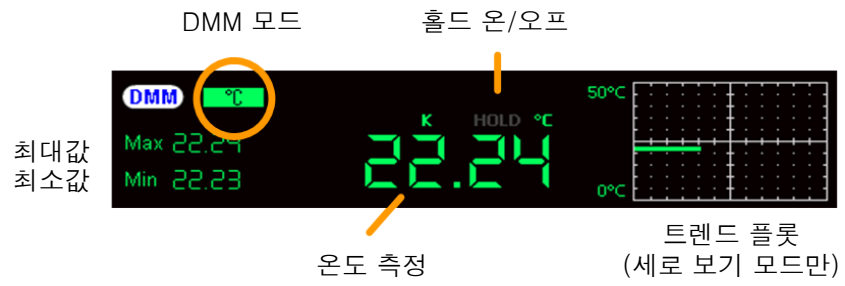 DMM 모드
홀드 온/오프
DMM °C
K HOLD °C
50°C
최대값
Max 22.24
22.24
최소값
Min 22.23
0°C
온도 측정
트렌드 플롯
(세로 보기 모드만)